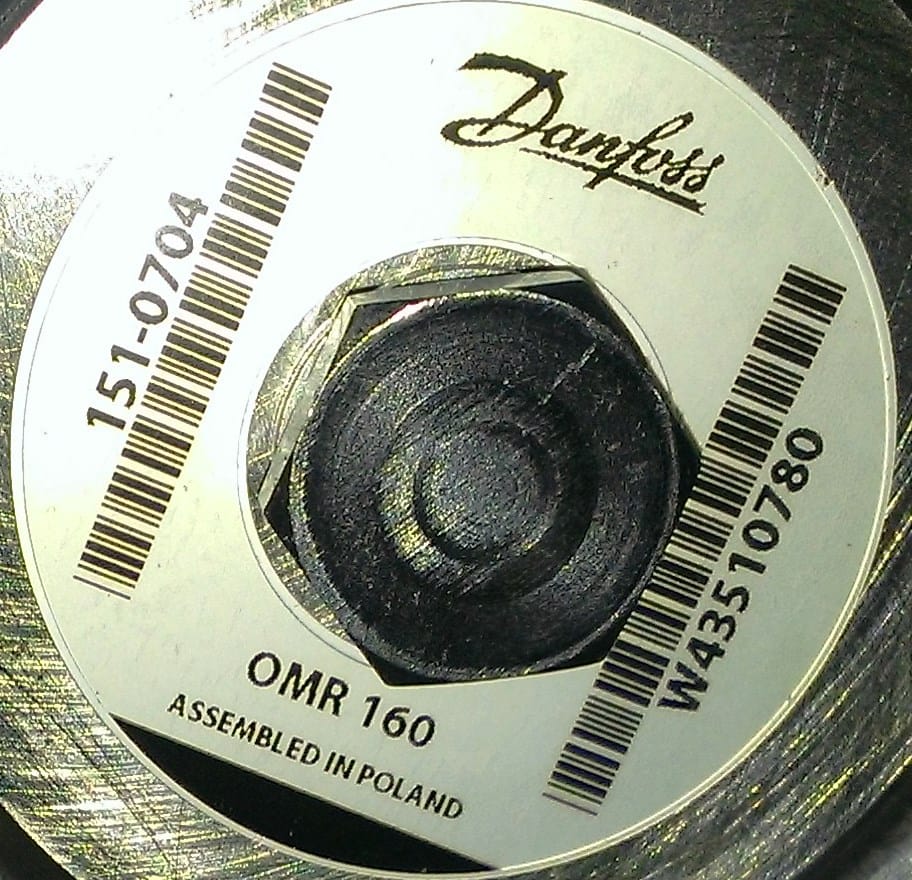 Danfoss
151-0704
W43510780
OMR 160
ASSEMBLED IN POLAND